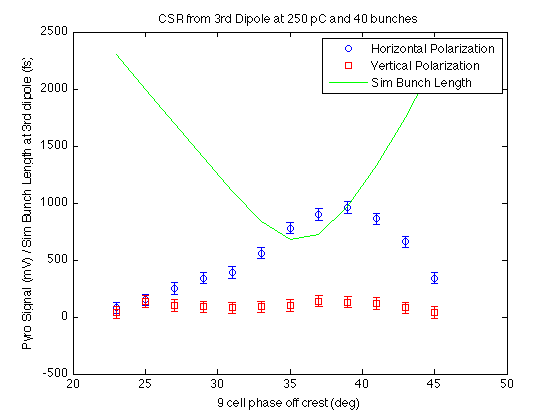 CSR from 3rd Dipole at 250 pC and 40 bunches
Horizontal Polarization
Vertical Polarization
Sim Bunch Length
Pyro Signal (mV) / Sim Bunch Length at 3rd dipole (fs)
2500
2000
1500
1000
500
0
-500
20 25 30 35 40 45 50
9 cell phase off crest (deg)